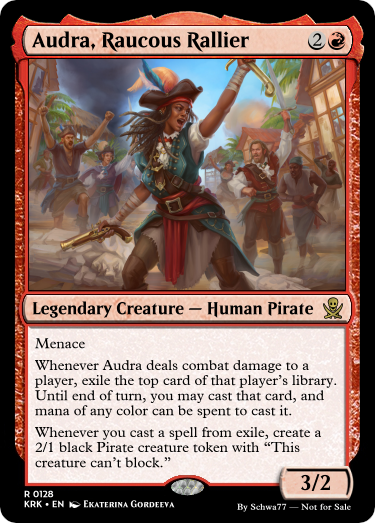 Audra, Raucous Rallier 2
Legendary Creature — Human Pirate
Menace
Whenever Audra deals combat damage to a
player, exile the top card of that player's library.
Until end of turn, you may cast that card, and
mana of any color can be spent to cast it.
Whenever you cast a spell from exile, create a
2/1 black Pirate creature token with “This
creature can't block.”
3/2
R 0128
KRK • EN Ekaterina Gordeeva
By Schwa77 — Not for Sale